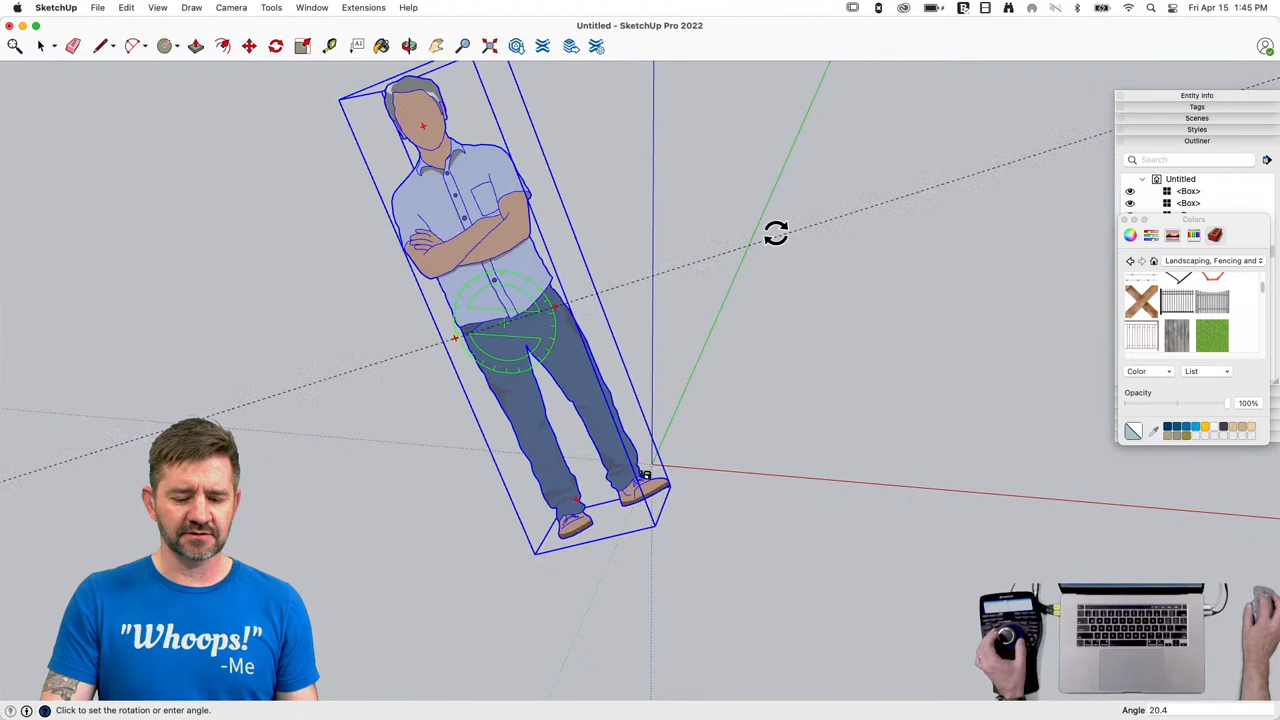 SketchUp File Edit View Draw Camera Tools Window Extensions Help
Fri Apr 15 1:45 PM
Untitled - SketchUp Pro 2022
Entity Info
Tags
Scenes
Styles
Outliner
Search
Untitled
<Box>
<Box>
Colors
Landscaping, Fencing and
Color
List
Opacity
100%
"Whoops!"
-Me
Click to set the rotation or enter angle.
Angle 20.4